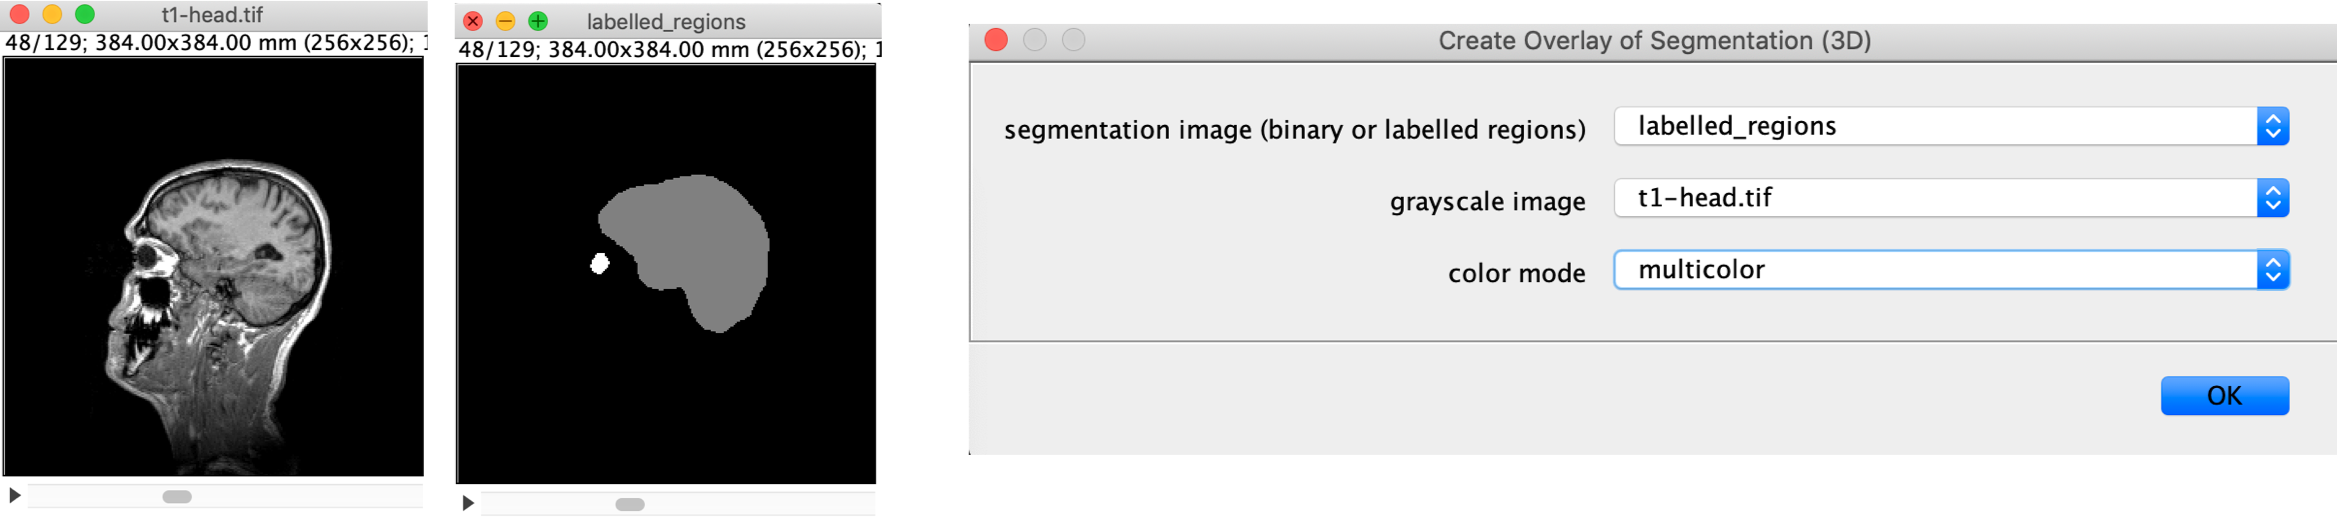 t1-head.tif
48/129; 384.00x384.00 mm (256x256); 1
labelled_regions
48/129; 384.00x384.00 mm (256x256); 1
Create Overlay of Segmentation (3D)
segmentation image (binary or labelled regions) labelled_regions
grayscale image t1-head.tif
color mode multicolor
OK